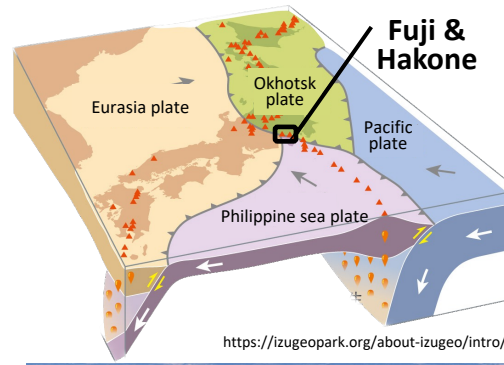 Fuji &
Hakone
Okhotsk
plate
Eurasia plate
Pacific
plate
Philippine sea plate
https://izugeopark.org/about-izugeo/intro/